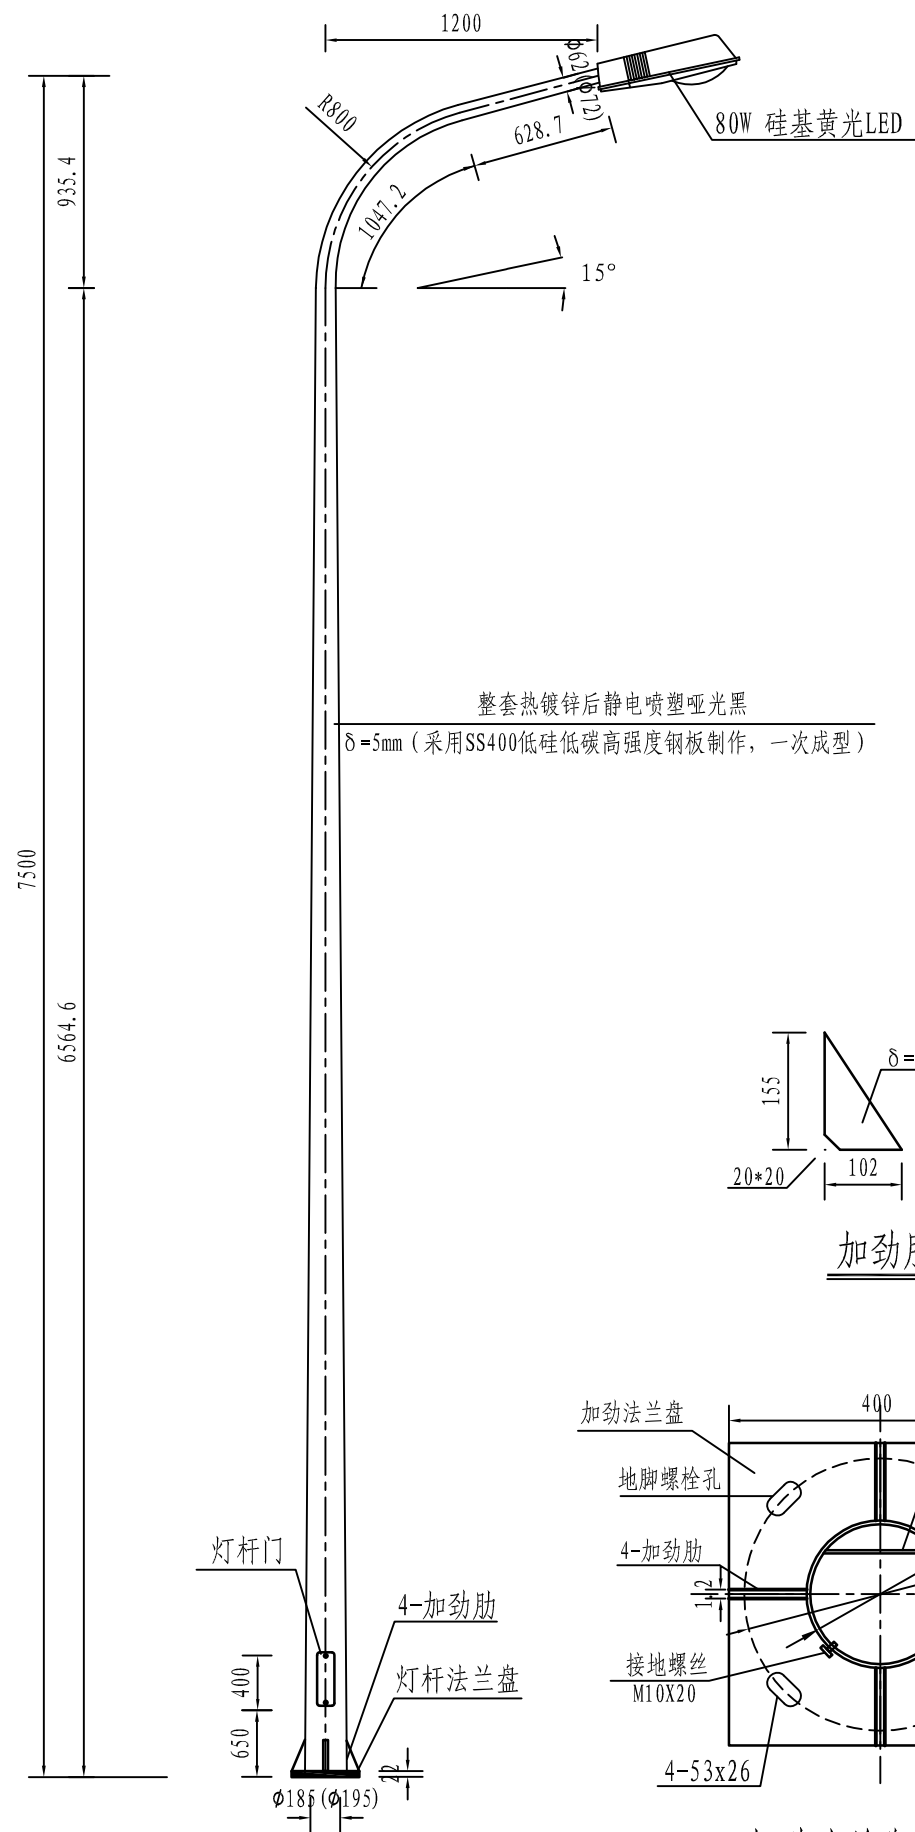 1200
φ62(φ72)
R800
628.7
80W 硅基黄光LED
935.4
1047.2
15°
整套热镀锌后静电喷塑哑光黑
δ=5mm（采用SS400低硅低碳高强度钢板制作，一次成型）
7500
6564.6
δ=
155
20*20
102
加劲肋
400
加劲法兰盘
地脚螺栓孔
灯杆门
4-加劲肋
12
4-加劲肋
接地螺丝
M10X20
灯杆法兰盘
400
650
22
4-53x26
φ185(φ195)